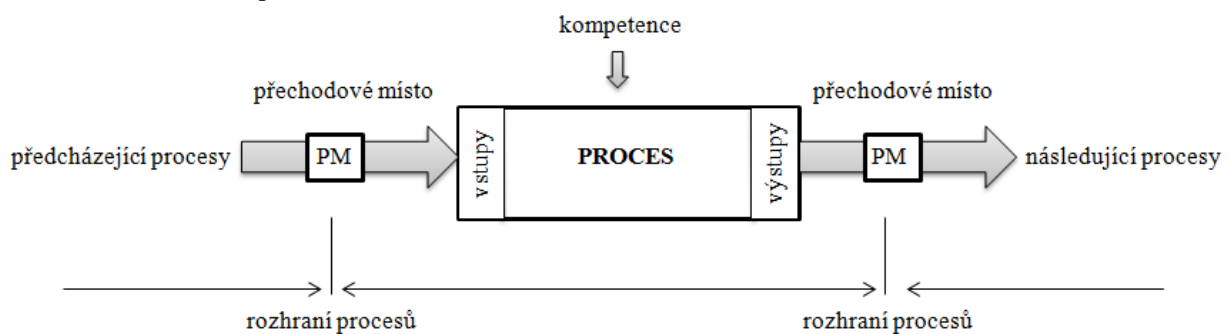 kompetence
přechodové místo
přechodové místo
předcházející procesy
PM
vstupy
PROCES
výstupy
PM
následující procesy
rozhraní procesů
rozhraní procesů